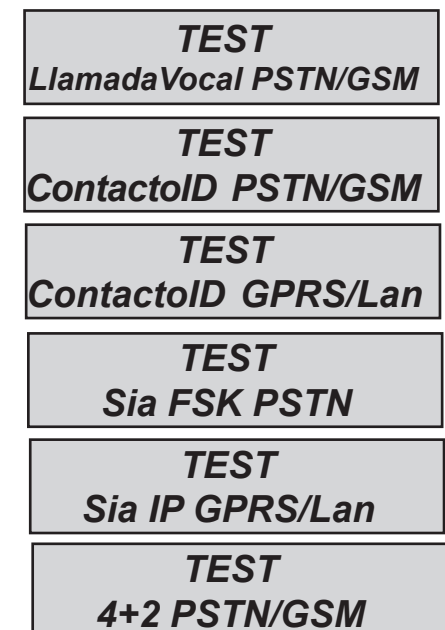 TEST
LlamadaVocal PSTN/GSM
TEST
ContactoID PSTN/GSM
TEST
ContactoID GPRS/Lan
TEST
Sia FSK PSTN
TEST
Sia IP GPRS/Lan
TEST
4+2 PSTN/GSM